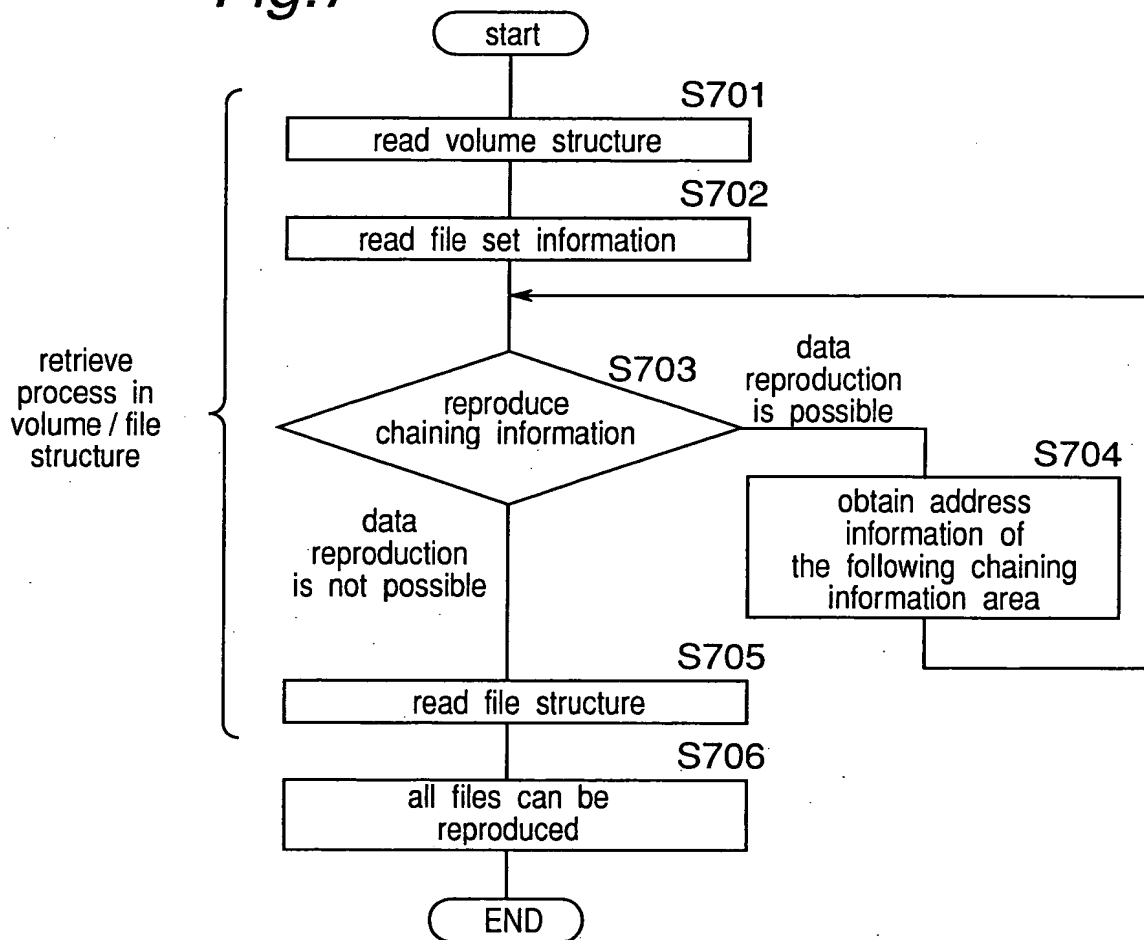 Fig.7
start
S701
read volume structure
S702
read file set information
retrieve
process in
volume / file
structure
S703
reproduce
chaining information
data
reproduction
is possible
S704
obtain address
information of
the following chaining
information area
data
reproduction
is not possible
S705
read file structure
S706
all files can be
reproduced
END